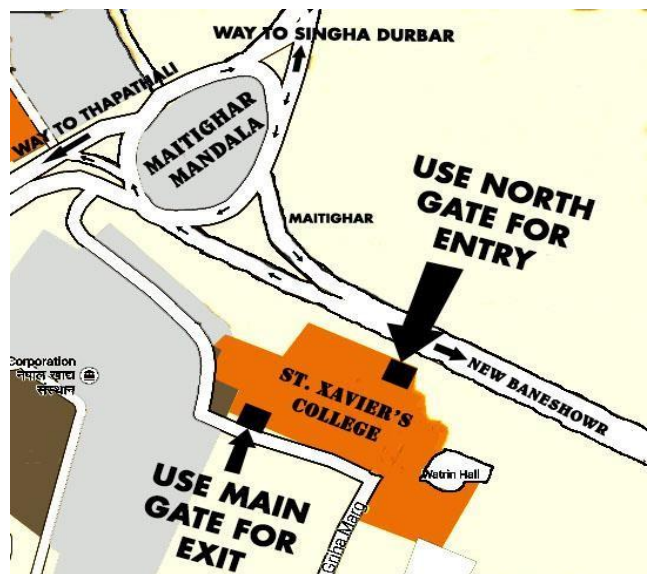 WAY TO SINGHA DURBAR
WAY TO THAPATHALI
MAITIGHAR
MANDALA
USE NORTH
GATE FOR
ENTRY
MAITIGHAR
Corporation
नेपाल खाद्य
संस्थान
ST. XAVIER'S
COLLEGE
NEW BANESHOWR
Watrin Hall
USE MAIN
GATE FOR
EXIT
Griha Marg